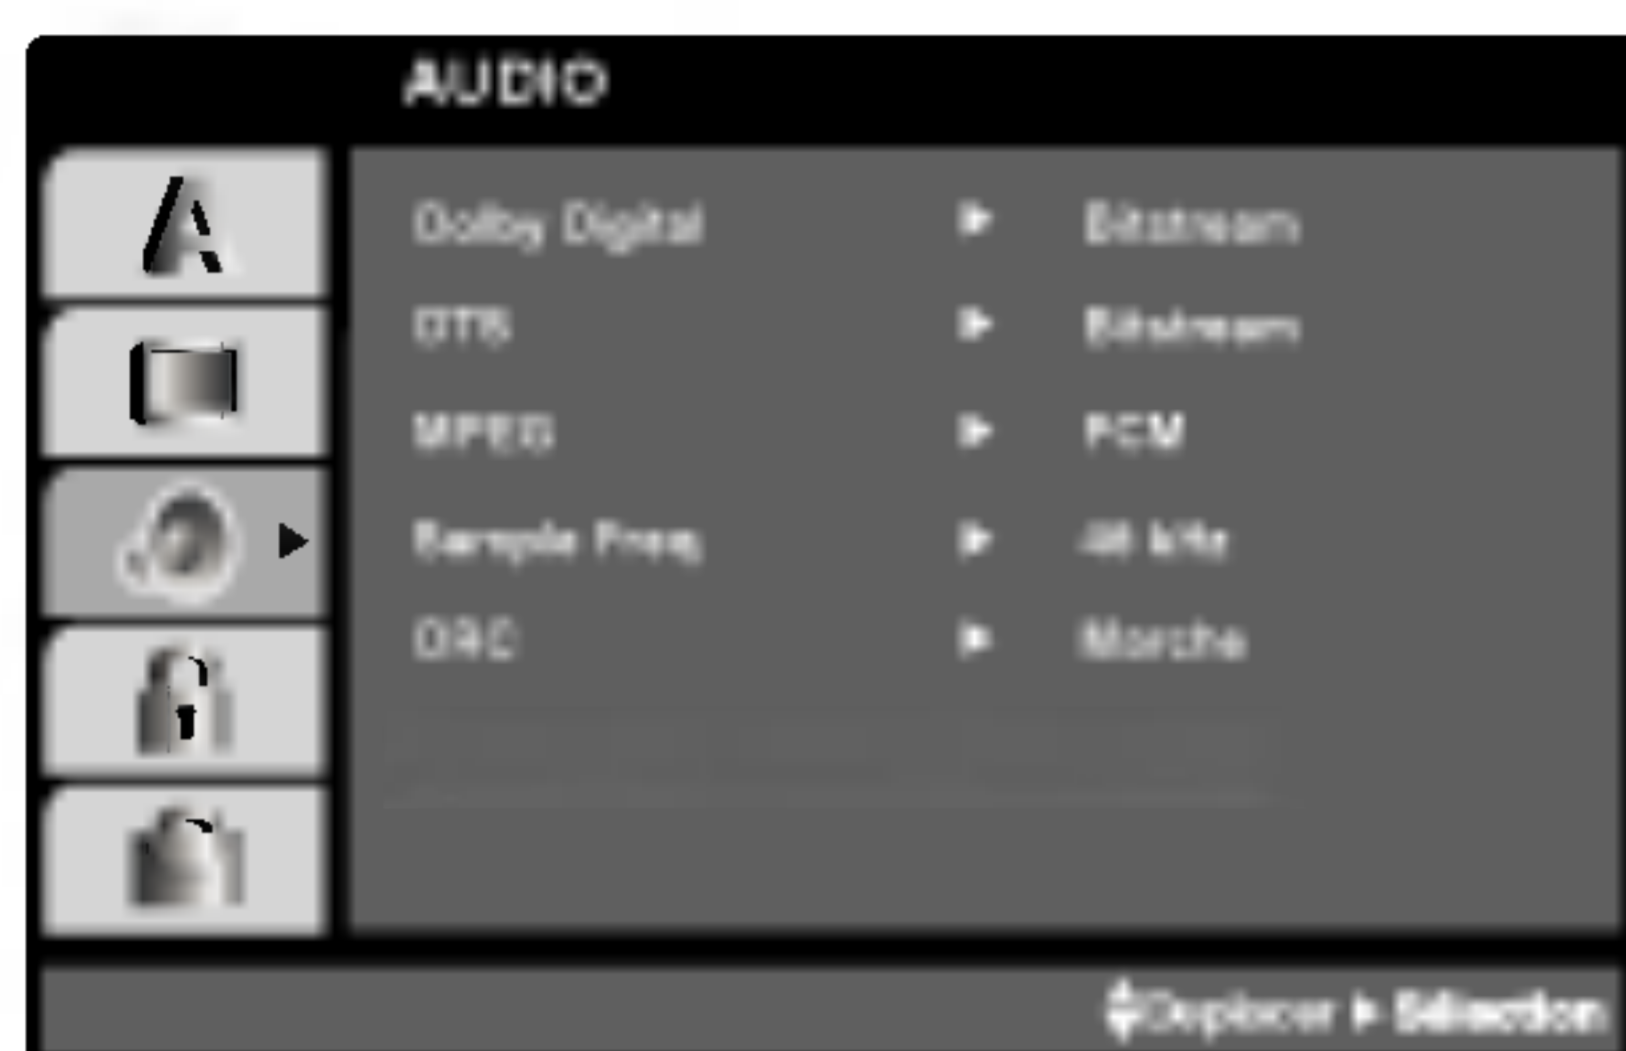 AUDIO
Dolby Digital Bitstream
DTS Bitstream
MPEG PCM
Sample Freq. 48 kHz
DRC Marche
Déplacer Sélection